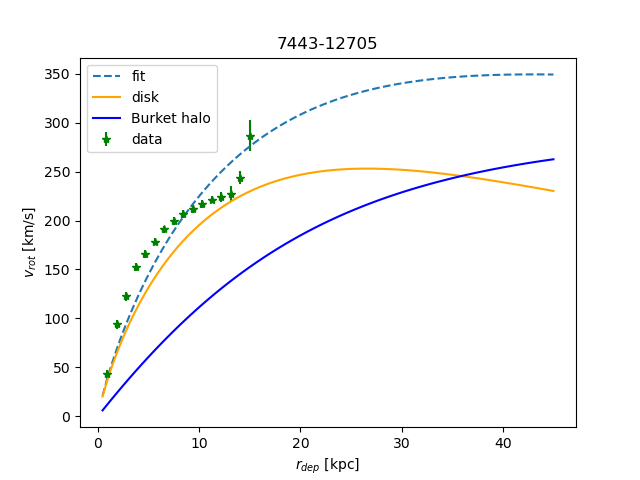 7443-12705
fit
disk
Burket halo
data
v_rot [km/s]
350
300
250
200
150
100
50
0
0 10 20 30 40
r_dep [kpc]